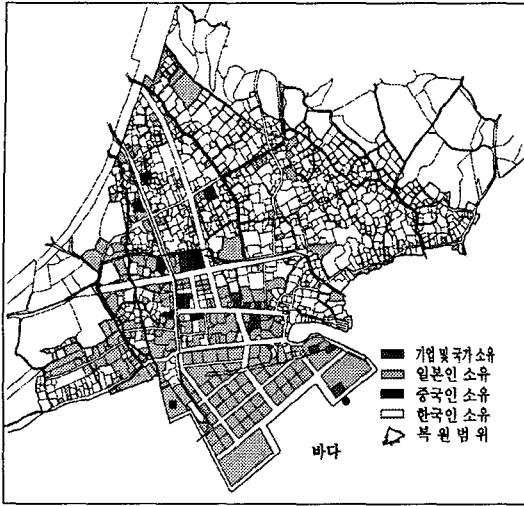 기업 및 국가 소유
일본인 소유
중국인 소유
한국인 소유
복원범위
바다